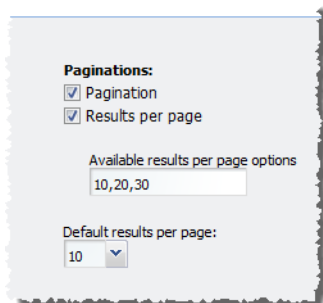 Paginations:
Pagination
Results per page
Available results per page options
10,20,30
Default results per page:
10